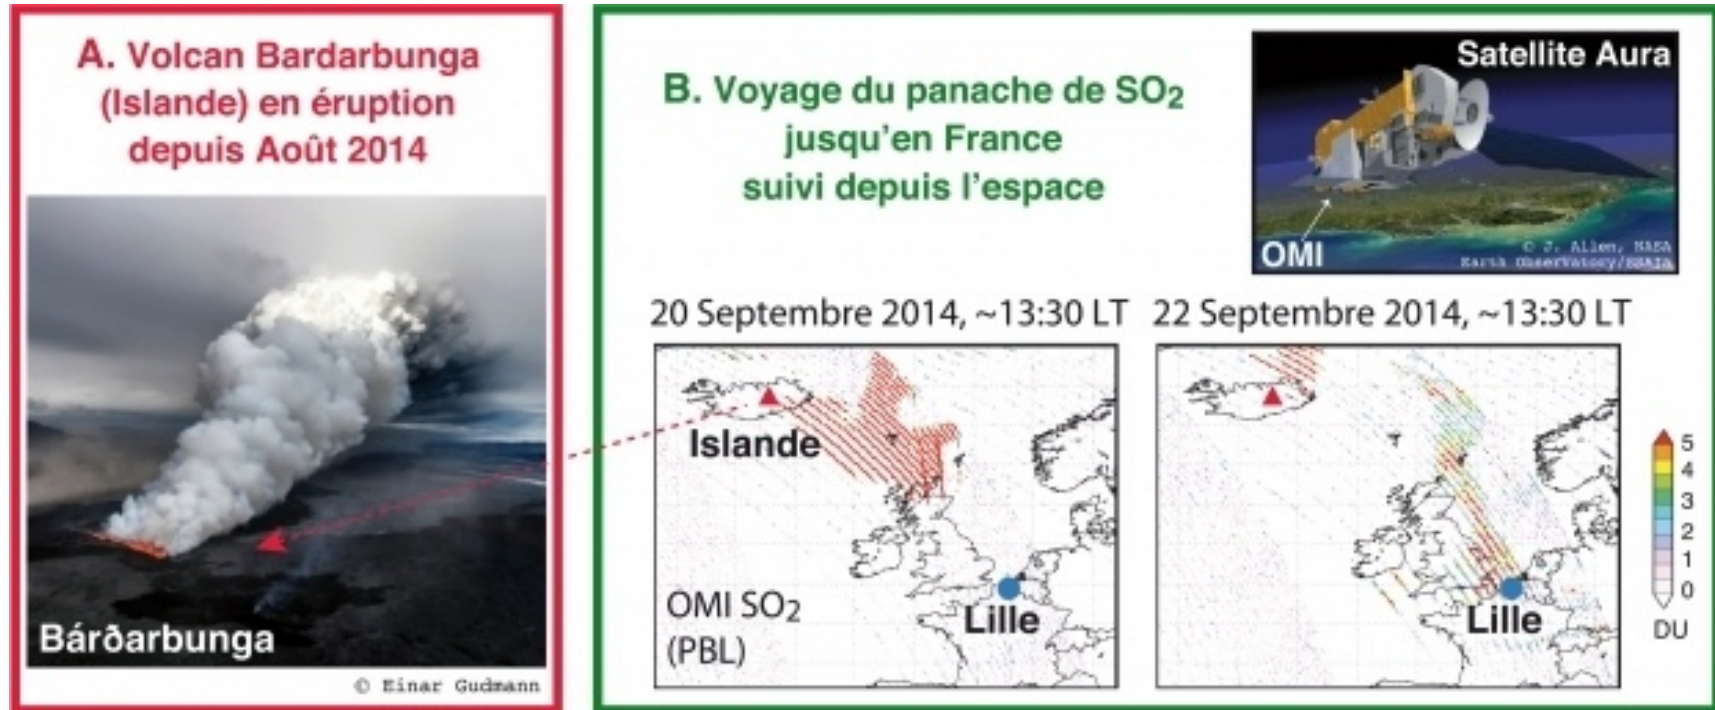 A. Volcan Bardarbunga
(Islande) en éruption
depuis Août 2014
Bárðarbunga
© Einar Gudmann
B. Voyage du panache de SO2
jusqu'en France
suivi depuis l'espace
Satellite Aura
OMI
© J. Allen, NASA
Earth Observatory/SSAIA
20 Septembre 2014, ~13:30 LT
Islande
OMI SO2
(PBL)
Lille
22 Septembre 2014, ~13:30 LT
Lille
5
4
3
2
1
0
DU